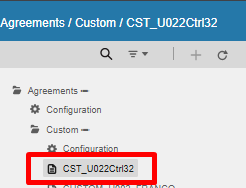 Agreements / Custom / CST_U022Ctrl32
Agreements
Configuration
Custom
Configuration
CST_U022Ctrl32